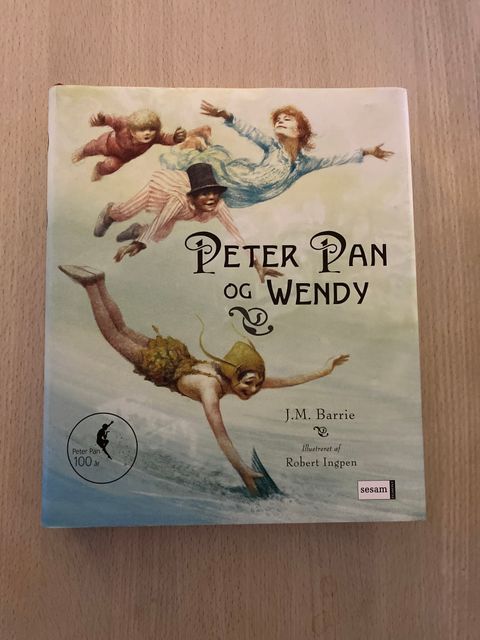 Peter Pan
og Wendy
J.M. Barrie
Illustreret af
Robert Ingpen
Peter Pan
100 år
sesam